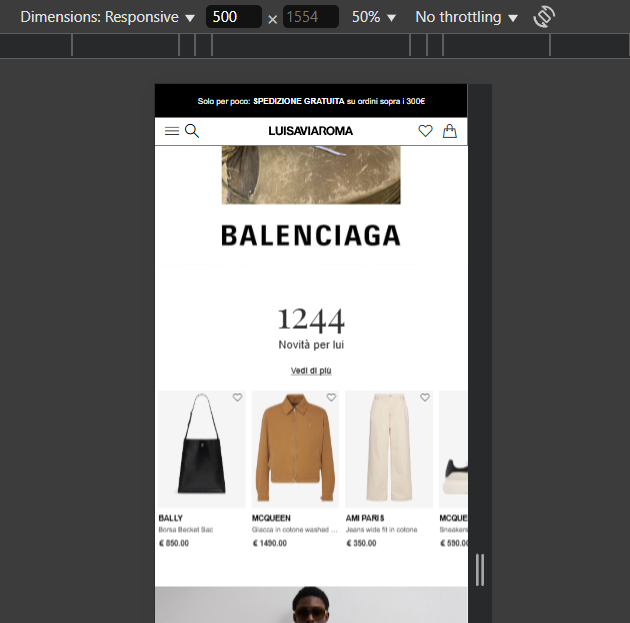 Dimensions: Responsive ▼ 500 × 1554 50% ▼ No throttling ▼
Solo per poco: SPEDIZIONE GRATUITA su ordini sopra i 300€
LUISAVIAROMA
BALENCIAGA
1244
Novità per lui
Vedi di più
BALLY MCQUEEN AMI PARIS MCQUE
Borsa Becket Sac Giacca in cotone washed ... Jeans wide fit in cotone Sneakers
€ 850.00 € 1490.00 € 350.00 € 590.00